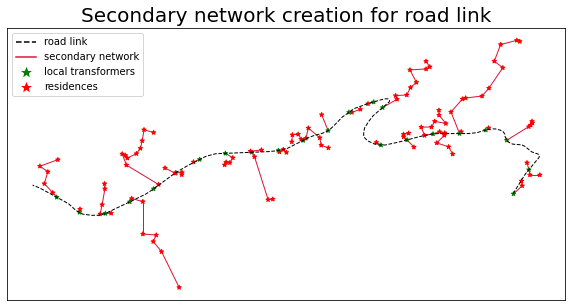 Secondary network creation for road link
road link
secondary network
local transformers
residences